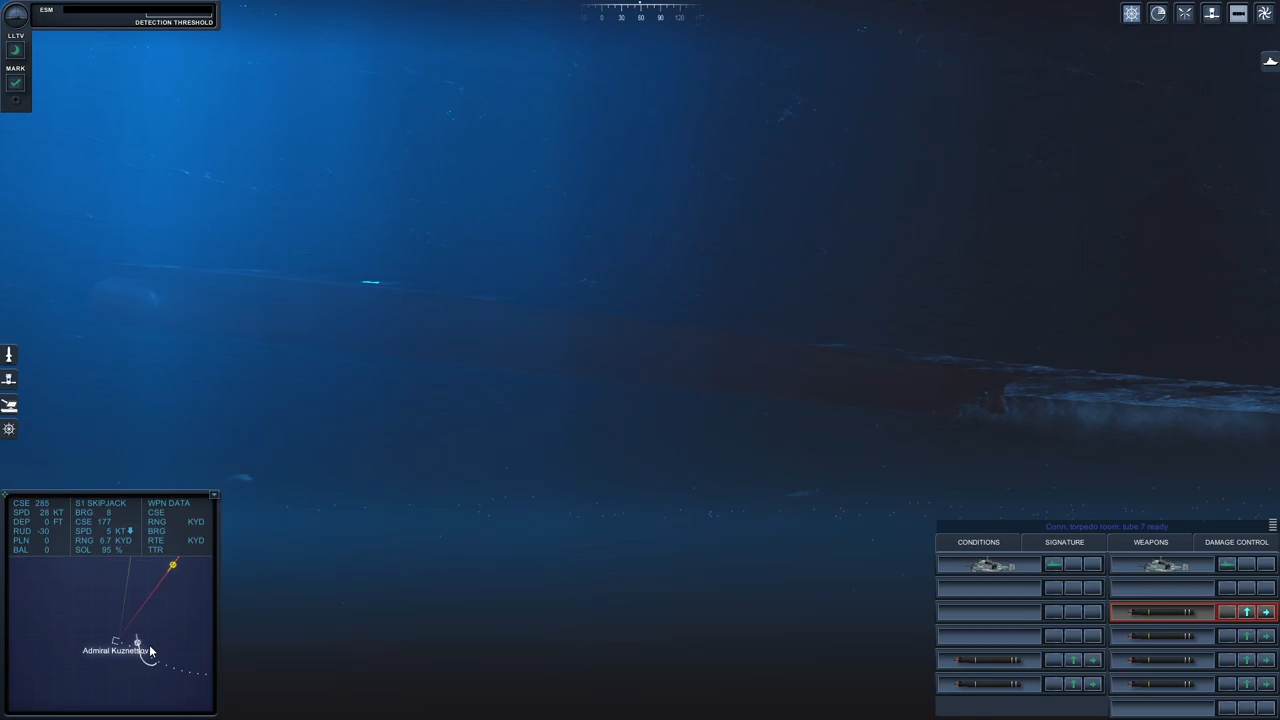 ESM
DETECTION THRESHOLD
LLTV
MARK
0 30 60 90 120
CSE 285
SPD 28 KT
DEP 0 FT
RUD -30
PLN 0
BAL 0
S1 SKIPJACK
BRG 8
CSE 177
SPD 5 KT
RNG 6.7 KYD
SOL 95 %
WPN DATA
CSE
RNG KYD
BRG
RTE KYD
TTR
Admiral Kuznetsov
Conn, torpedo room: tube 7 ready
CONDITIONS
SIGNATURE
WEAPONS
DAMAGE CONTROL